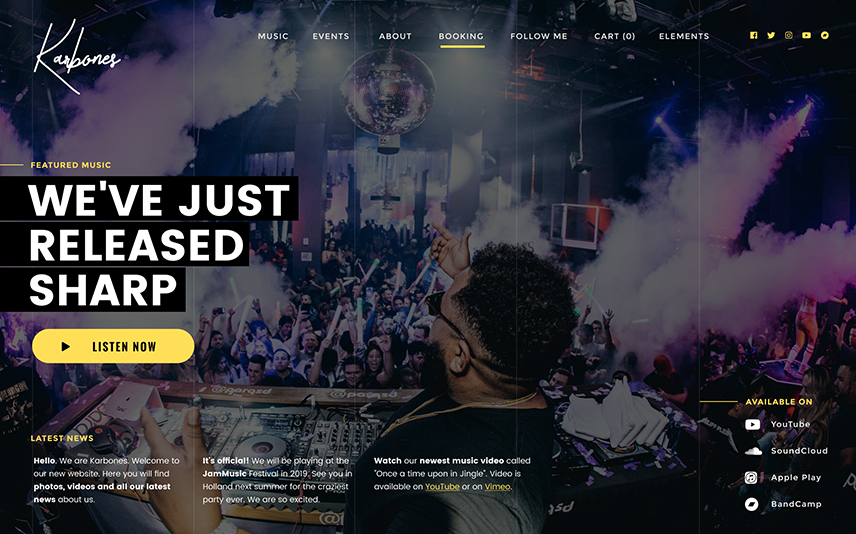 Karbones
MUSIC EVENTS ABOUT BOOKING FOLLOW ME CART (0) ELEMENTS
FEATURED MUSIC
WE'VE JUST
RELEASED
SHARP
LISTEN NOW
LATEST NEWS
Hello. We are Karbones. Welcome to
our new website. Here you will find
photos, videos and all our latest
news about us.
It's official! We will be playing at the
JamMusic Festival in 2019. See you in
Holland next summer for the craziest
party ever. We are so excited.
Watch our newest music video called
"Once a time upon in Jingle". Video is
available on YouTube or on Vimeo.
AVAILABLE ON
YouTube
SoundCloud
Apple Play
BandCamp